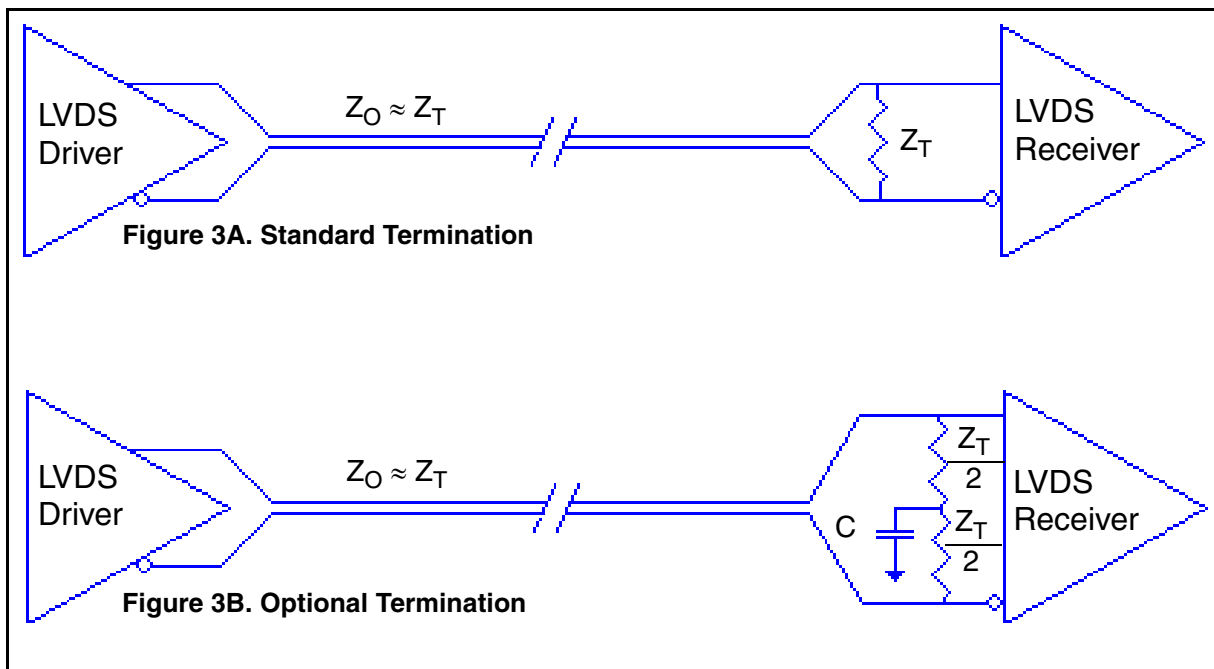 LVDS
Driver
Z_O ≈ Z_T
Z_T
LVDS
Receiver
Figure 3A. Standard Termination
LVDS
Driver
Z_O ≈ Z_T
C
Z_T
2
Z_T
2
LVDS
Receiver
Figure 3B. Optional Termination